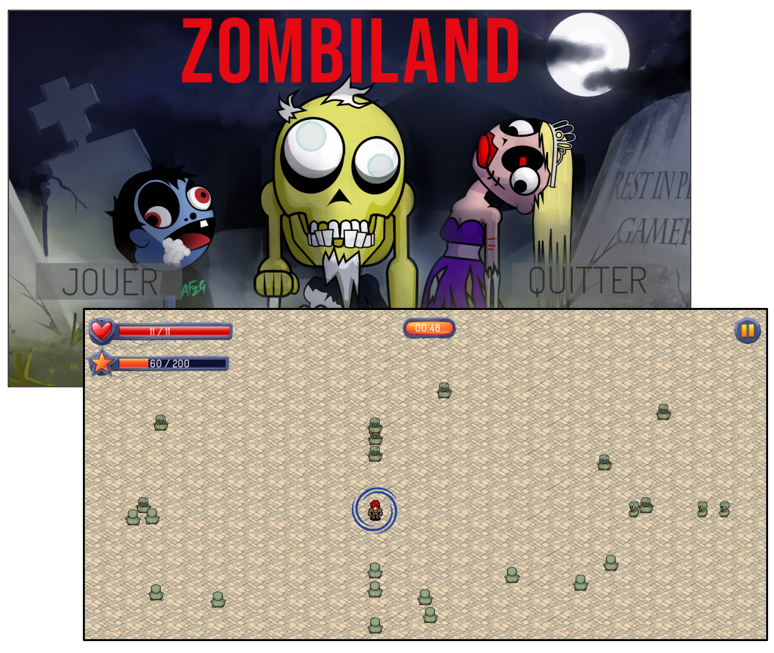 ZOMBILAND
REST IN
GAMER
JOUER
QUITTER
11 / 11
00:48
60 / 200